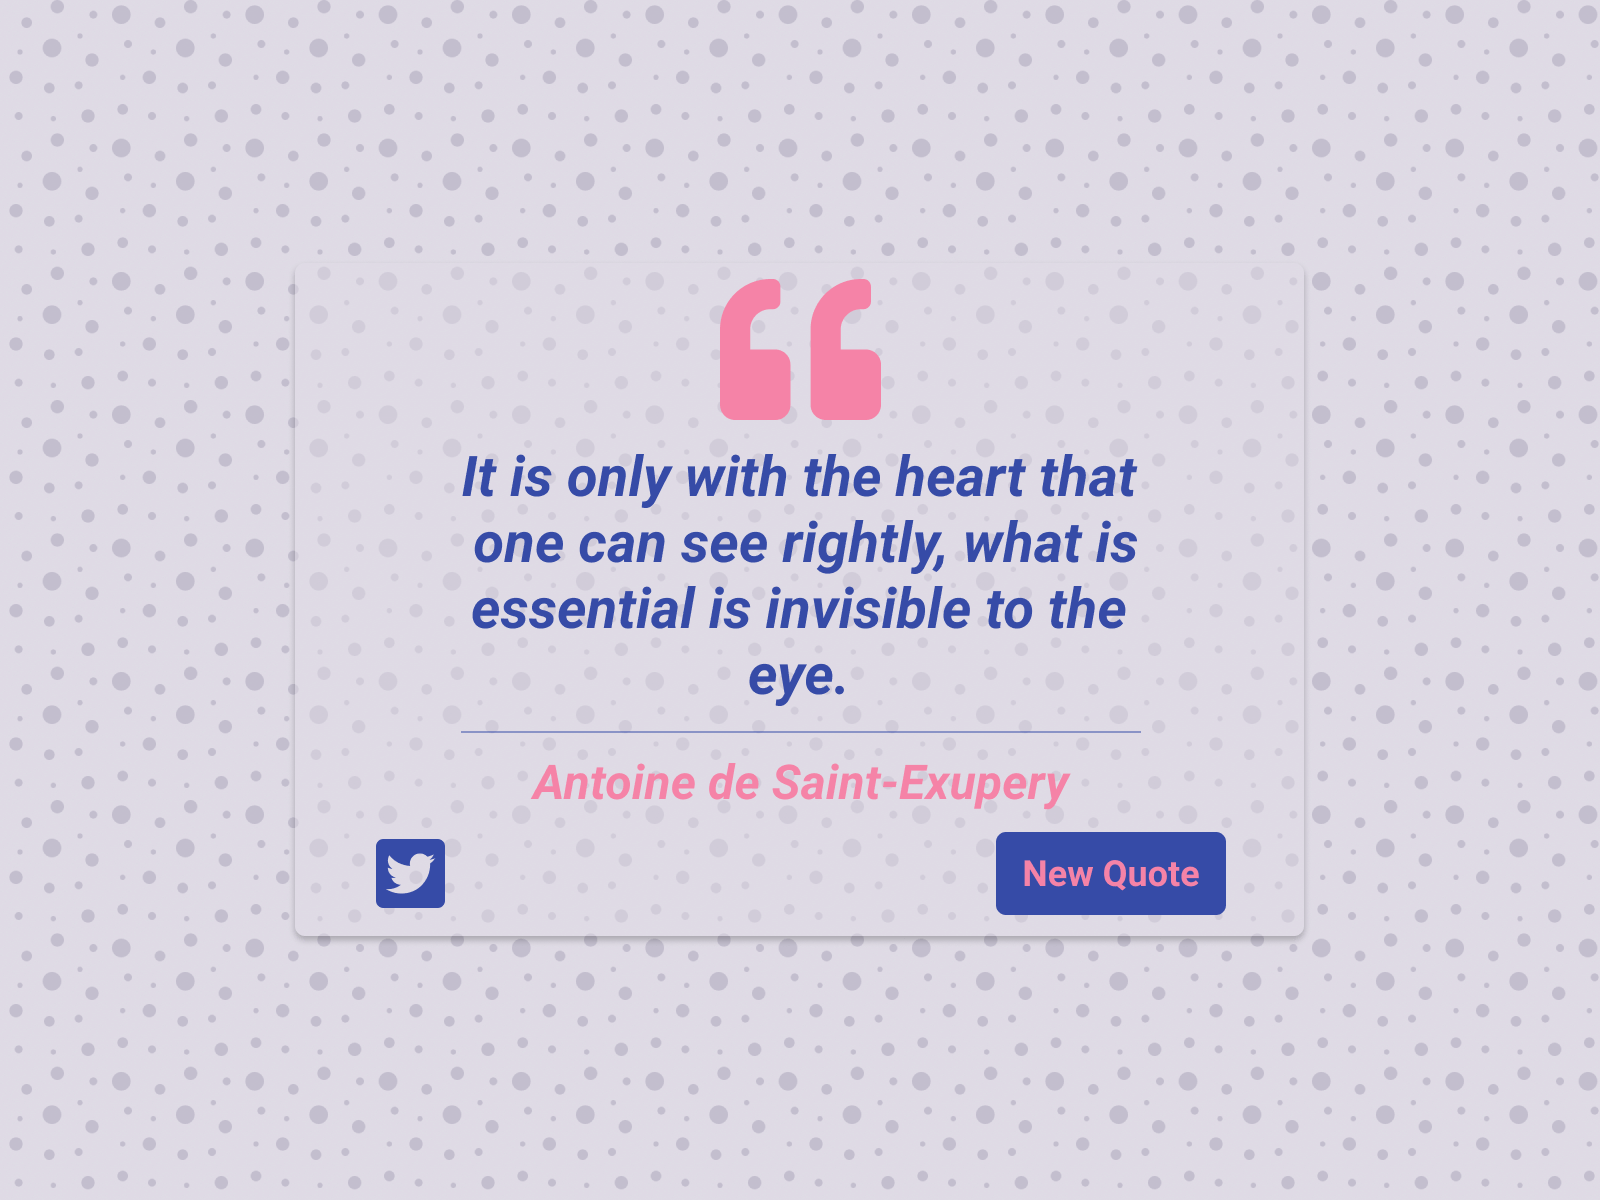 It is only with the heart that
one can see rightly, what is
essential is invisible to the
eye.
Antoine de Saint-Exupery
New Quote